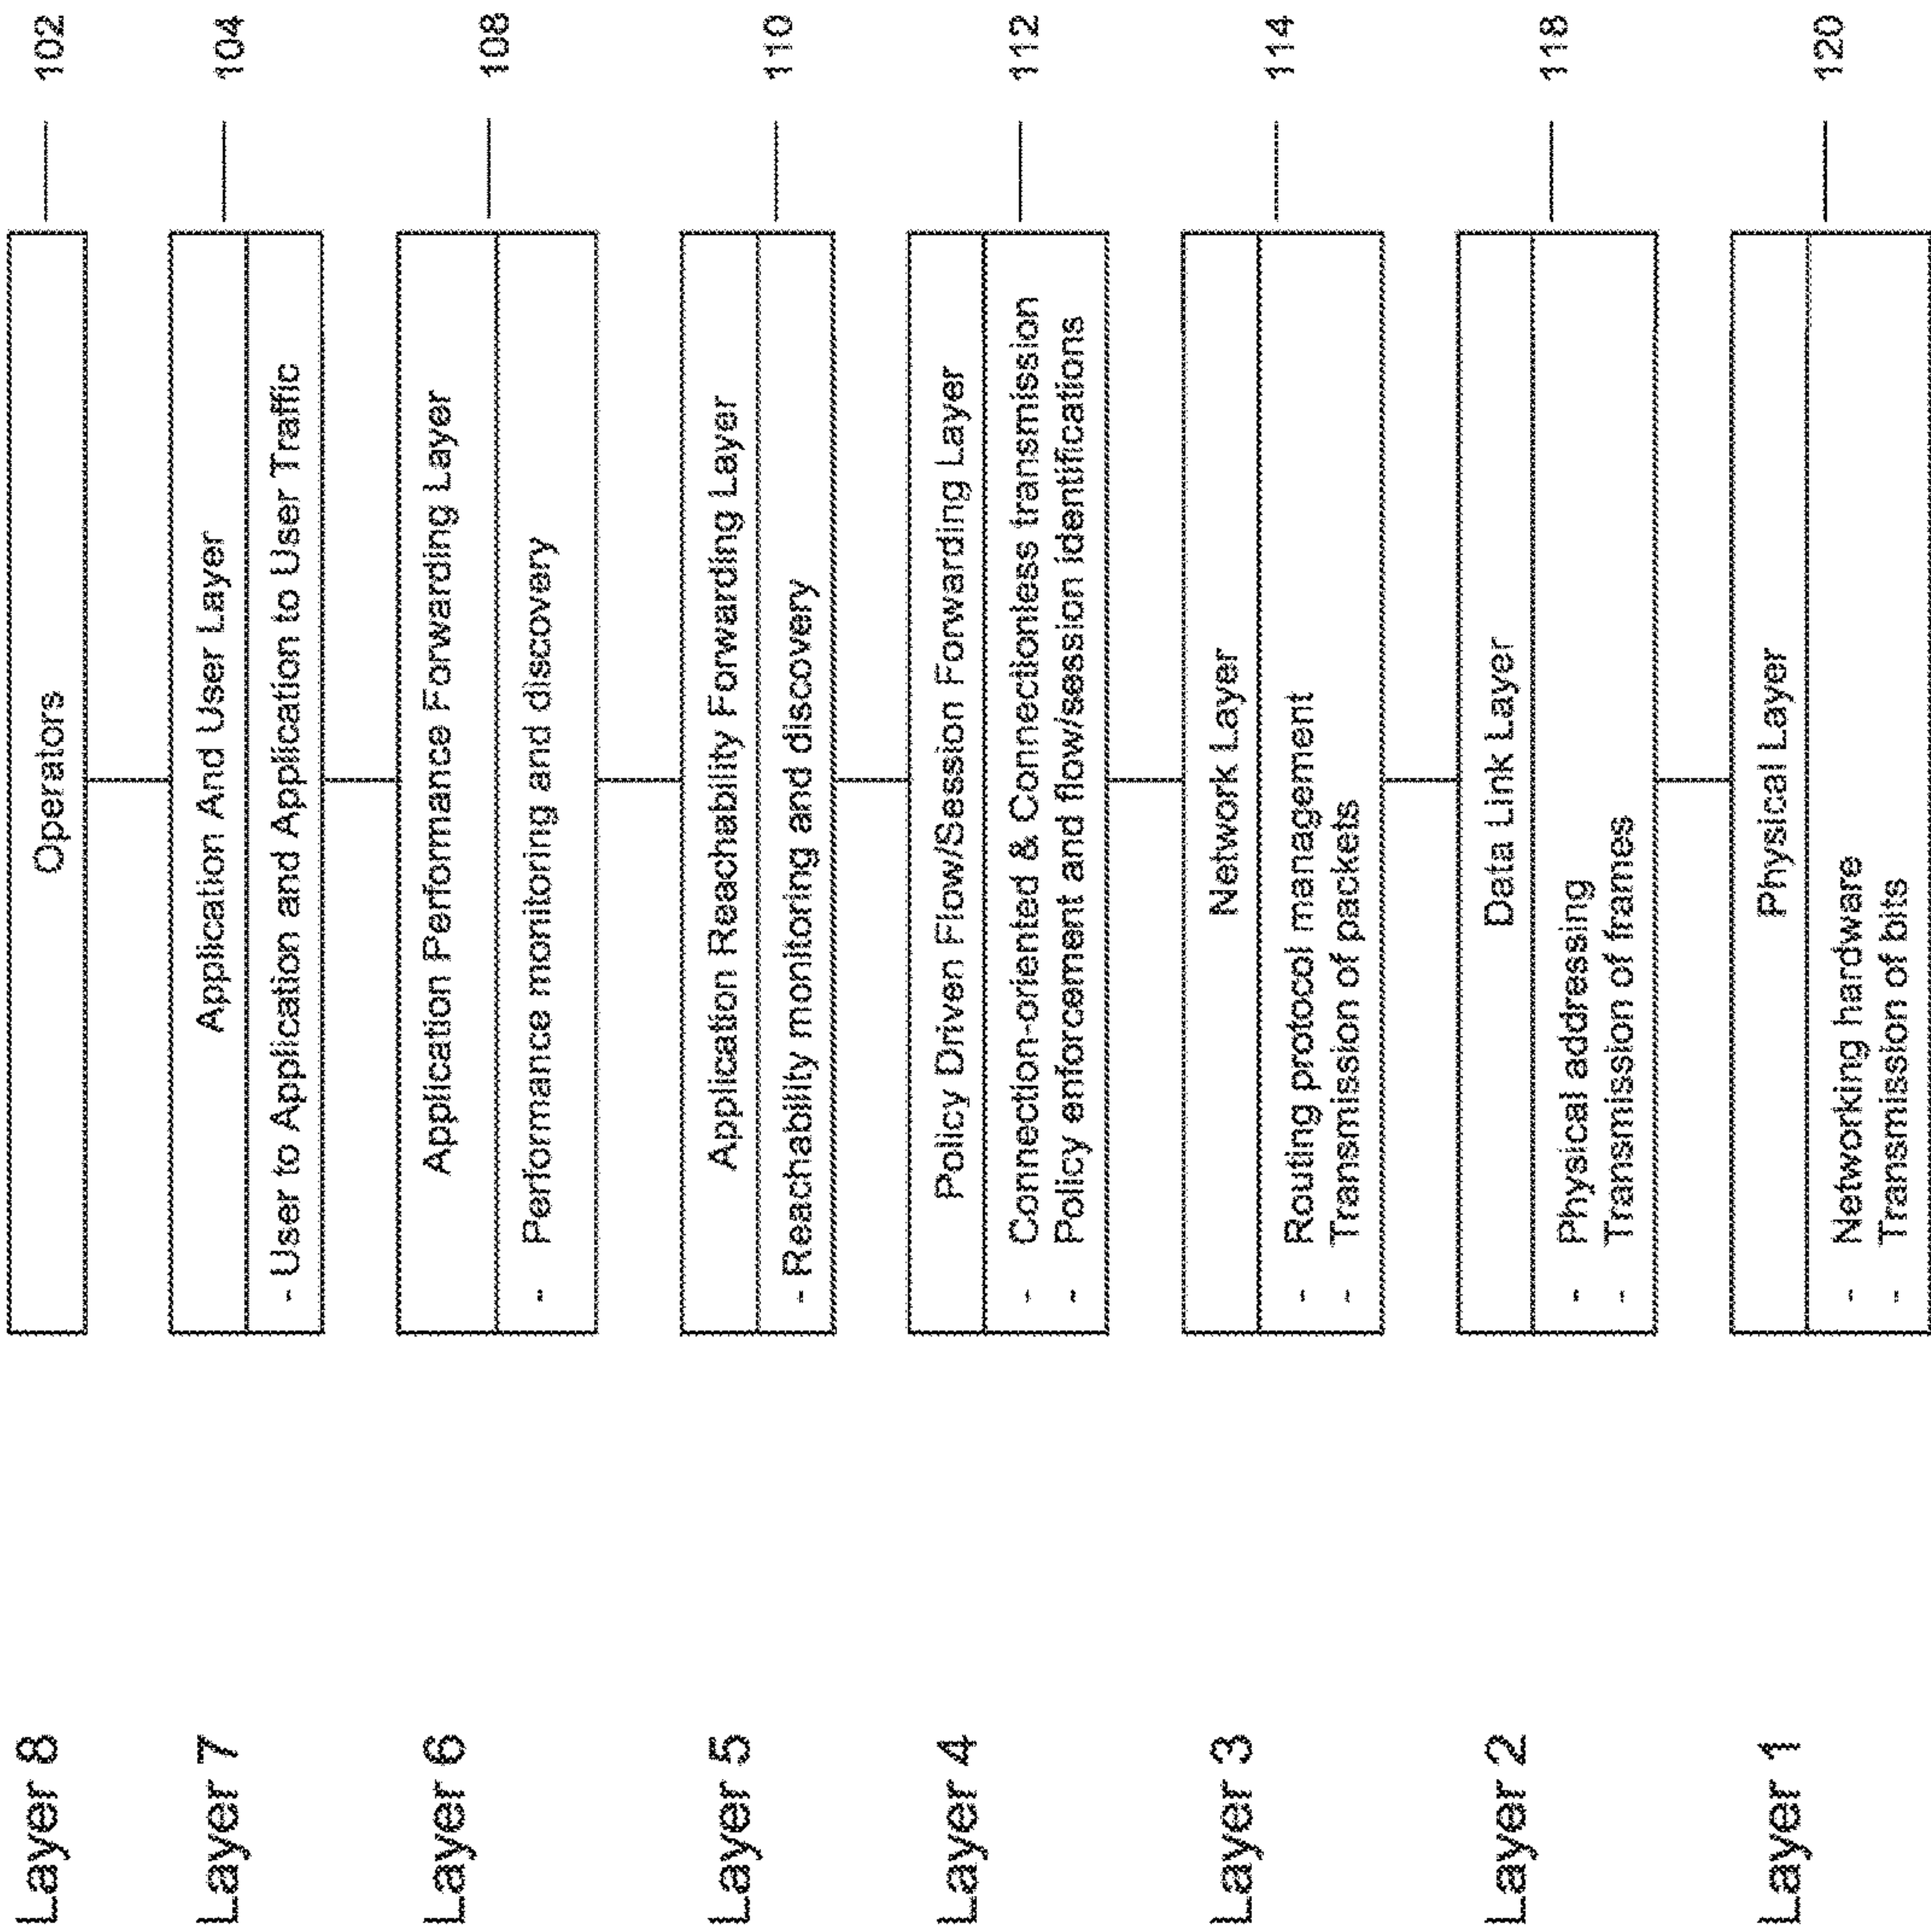 Layer 8
Operators
102
Layer 7
Application And User Layer
- User to Application and Application to User Traffic
104
Layer 6
Application Performance Forwarding Layer
- Performance monitoring and discovery
108
Layer 5
Application Reachability Forwarding Layer
- Reachability monitoring and discovery
110
Layer 4
Policy Driven Flow/Session Forwarding Layer
- Connection-oriented & Connectionless transmission
- Policy enforcement and flow/session identifications
112
Layer 3
Network Layer
- Routing protocol management
- Transmission of packets
114
Layer 2
Data Link Layer
- Physical addressing
- Transmission of frames
118
Layer 1
Physical Layer
- Networking hardware
- Transmission of bits
120